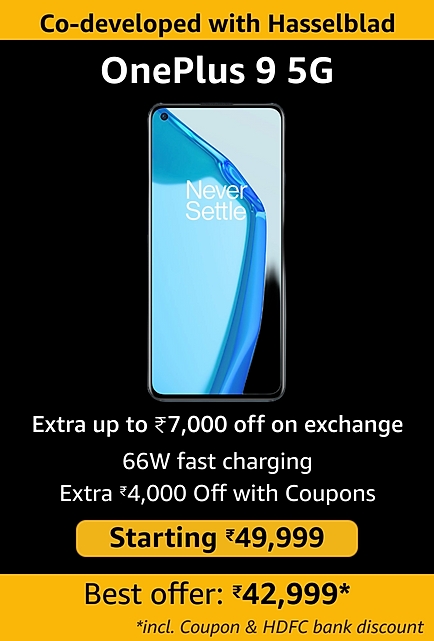 Co-developed with Hasselblad
OnePlus 9 5G
Never
Settle
Extra up to ₹7,000 off on exchange
66W fast charging
Extra ₹4,000 Off with Coupons
Starting ₹49,999
Best offer: ₹42,999*
*incl. Coupon & HDFC bank discount